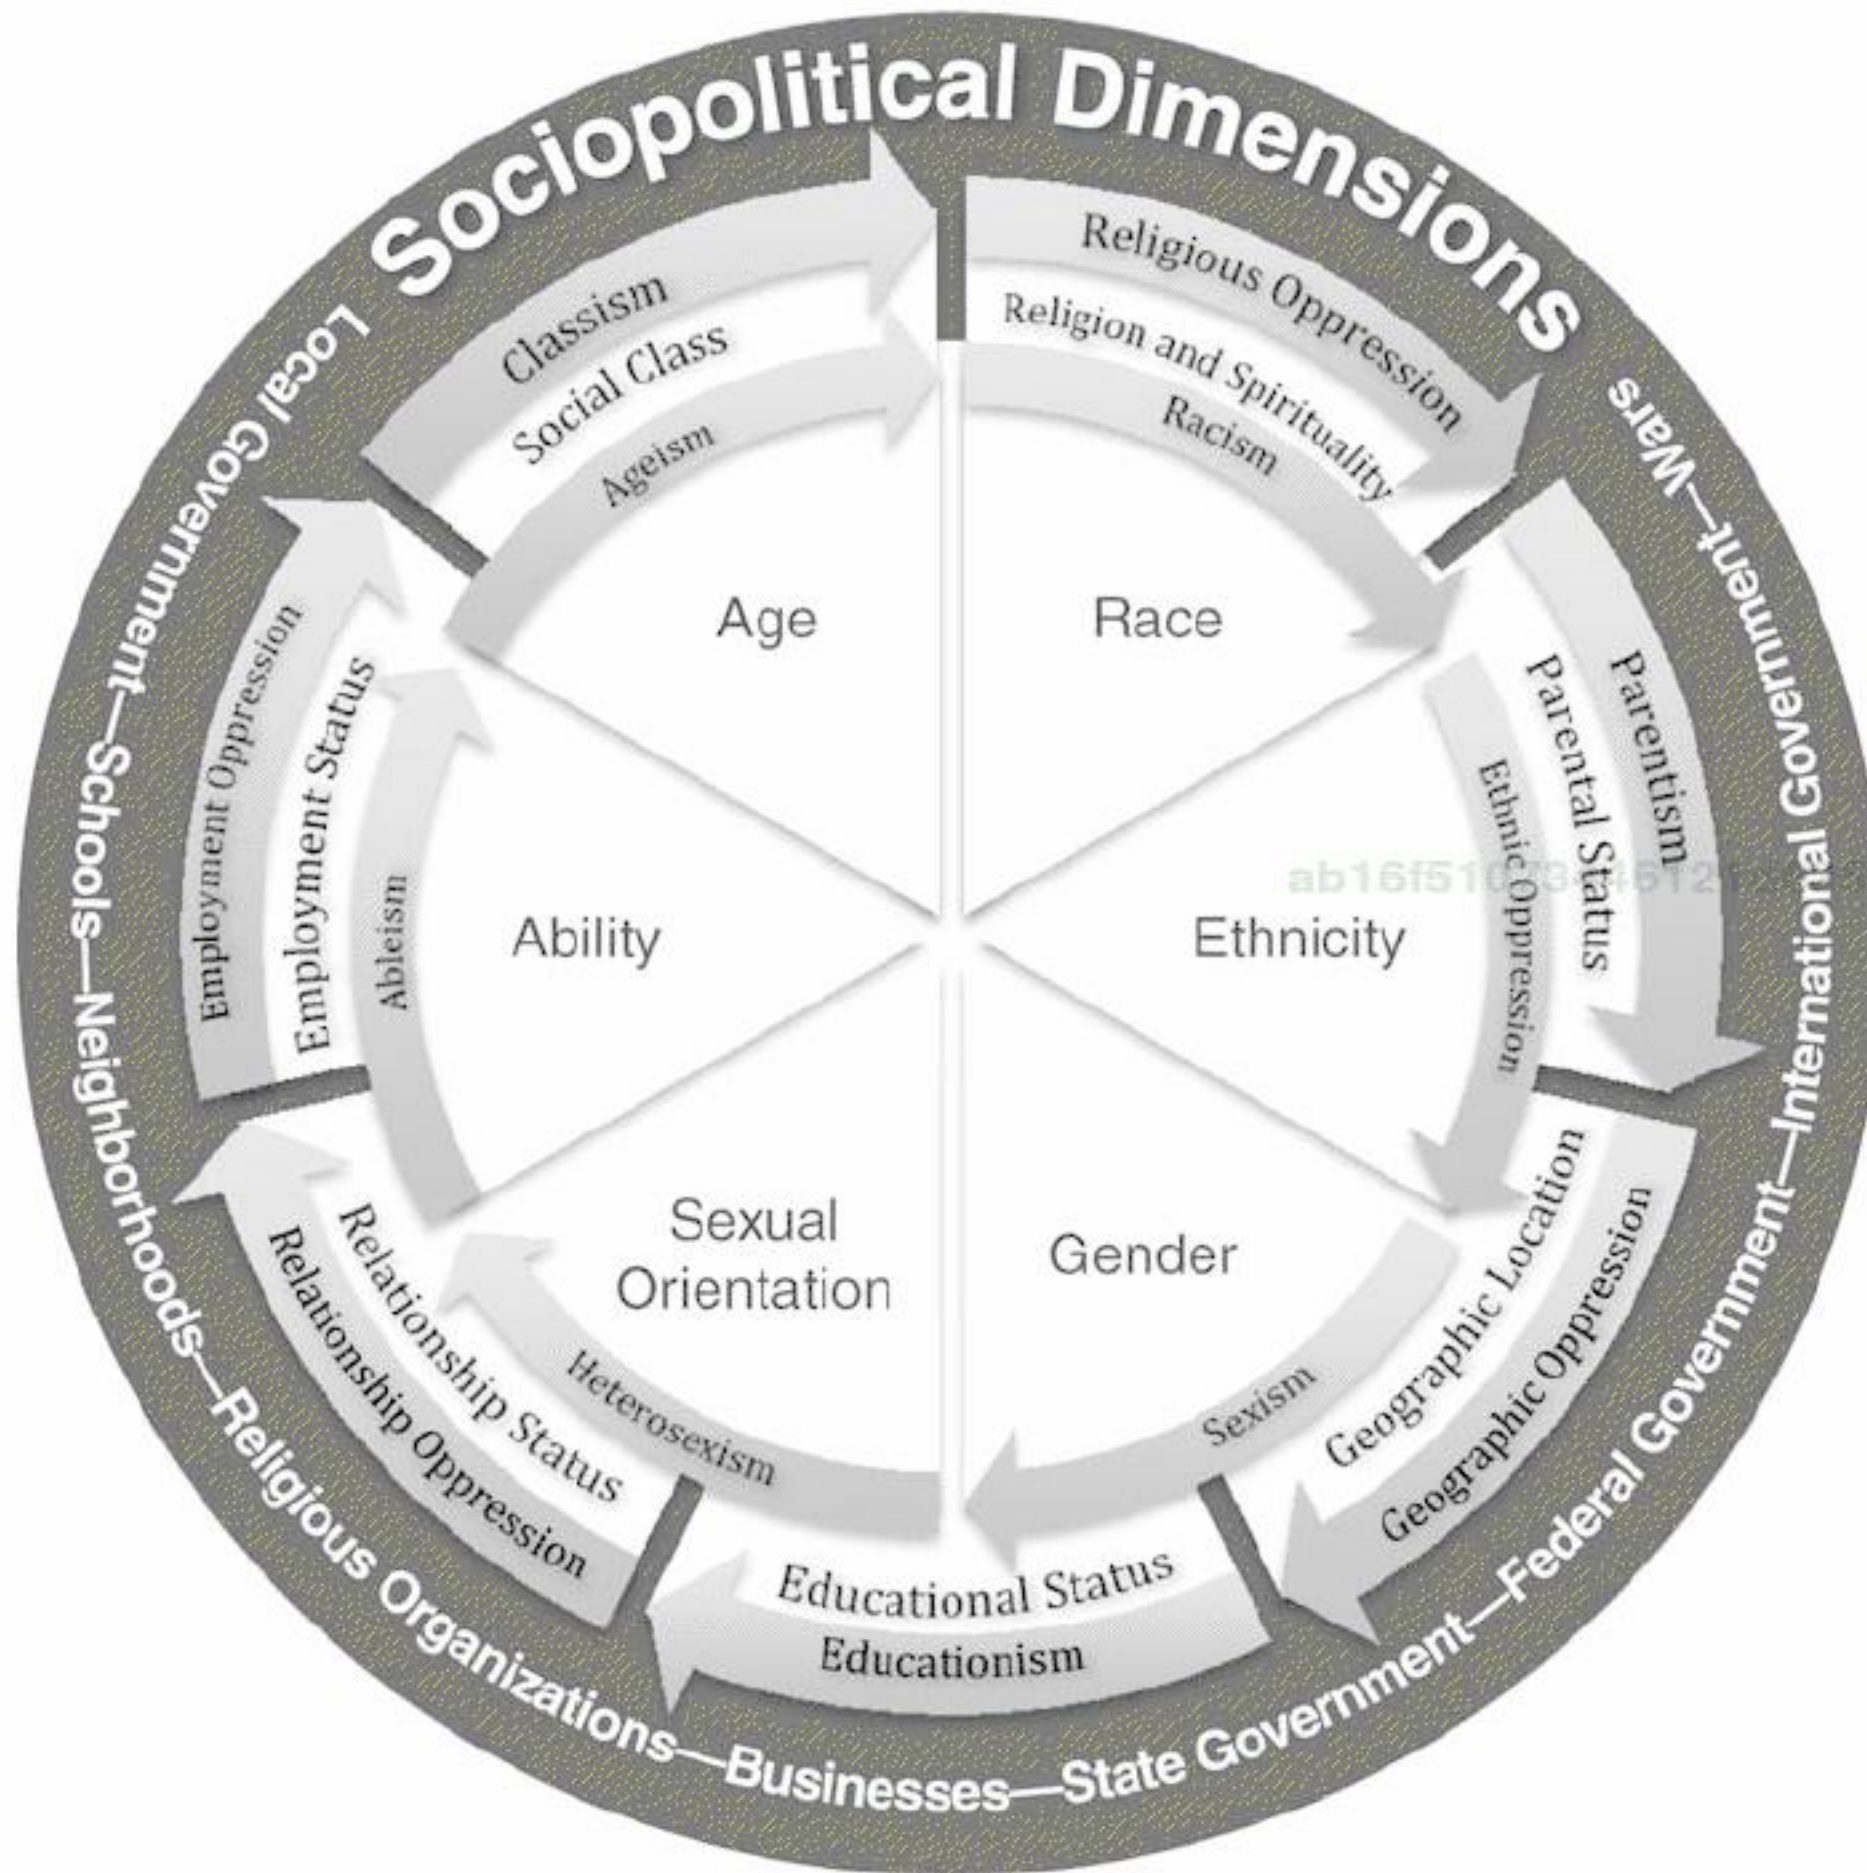 Sociopolitical Dimensions
Wars—Government—International Government—Federal Government—State Government—Businesses—Religious Organizations—Neighborhoods—Schools—Government—Local Government
Religious Oppression
Religion and Spirituality
Racism
Race
Parentism
Parental Status
Ethnic Oppression
Ethnicity
Geographic Oppression
Geographic Location
Sexism
Gender
Educational Status
Educationism
Heterosexism
Sexual
Orientation
Relationship Status
Relationship Oppression
Ableism
Ability
Employment Status
Employment Oppression
Classism
Social Class
Ageism
Age